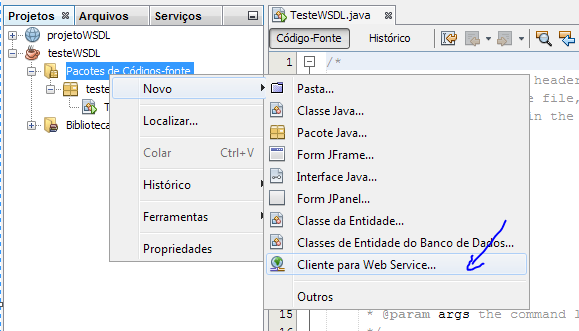 Projetos Arquivos Serviços
projetoWSDL
testeWSDL
Pacotes de Códigos-fonte
teste
T
Biblioteca
Novo
Localizar...
Colar Ctrl+V
Histórico
Ferramentas
Propriedades
Pasta...
Classe Java...
Pacote Java...
Form JFrame...
Interface Java...
Form JPanel...
Classe da Entidade...
Classes de Entidade do Banco de Dados...
Cliente para Web Service...
Outros
TesteWSDL.java
Código-Fonte Histórico
1 /*
header
e file,
in the
15 * @param args the command l
16 */